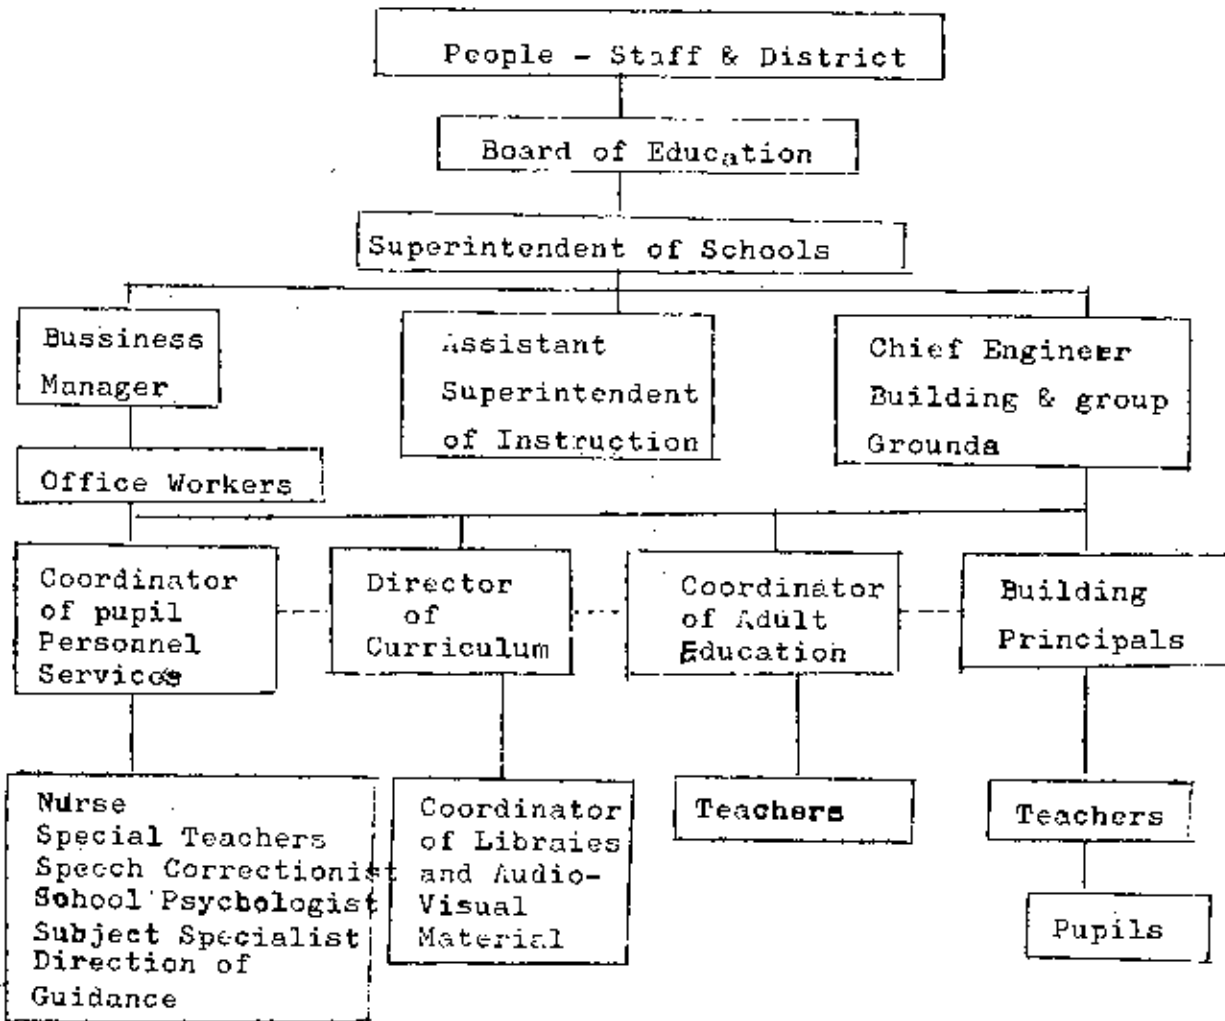 People - Staff & District
Board of Education
Superintendent of Schools
Bussiness
Manager
Assistant
Superintendent
of Instruction
Chief Engineer
Building & group
Grounda
Office Workers
Coordinator
of pupil
Personnel
Services
Director
of
Curriculum
Coordinator
of Adult
Education
Building
Principals
Nurse
Special Teachers
Speech Correctionist
School Psychologist
Subject Specialist
Direction of
Guidance
Coordinator
of Libraies
and Audio-
Visual
Material
Teachers
Teachers
Pupils